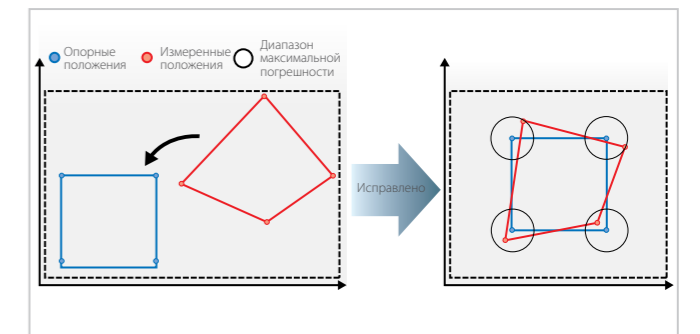 Опорные
положения
Измеренные
положения
Диапазон
максимальной
погрешности
Исправлено